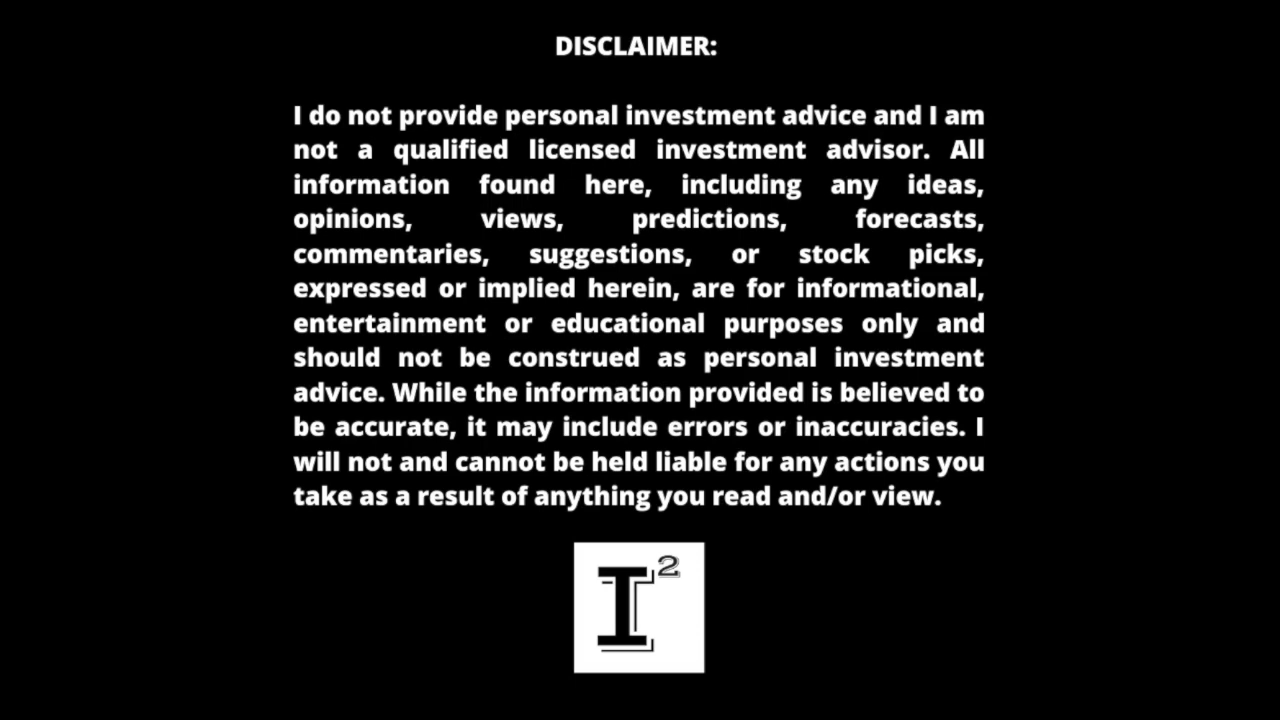 DISCLAIMER:
I do not provide personal investment advice and I am
not a qualified licensed investment advisor. All
information found here, including any ideas,
opinions, views, predictions, forecasts,
commentaries, suggestions, or stock picks,
expressed or implied herein, are for informational,
entertainment or educational purposes only and
should not be construed as personal investment
advice. While the information provided is believed to
be accurate, it may include errors or inaccuracies. I
will not and cannot be held liable for any actions you
take as a result of anything you read and/or view.
I²